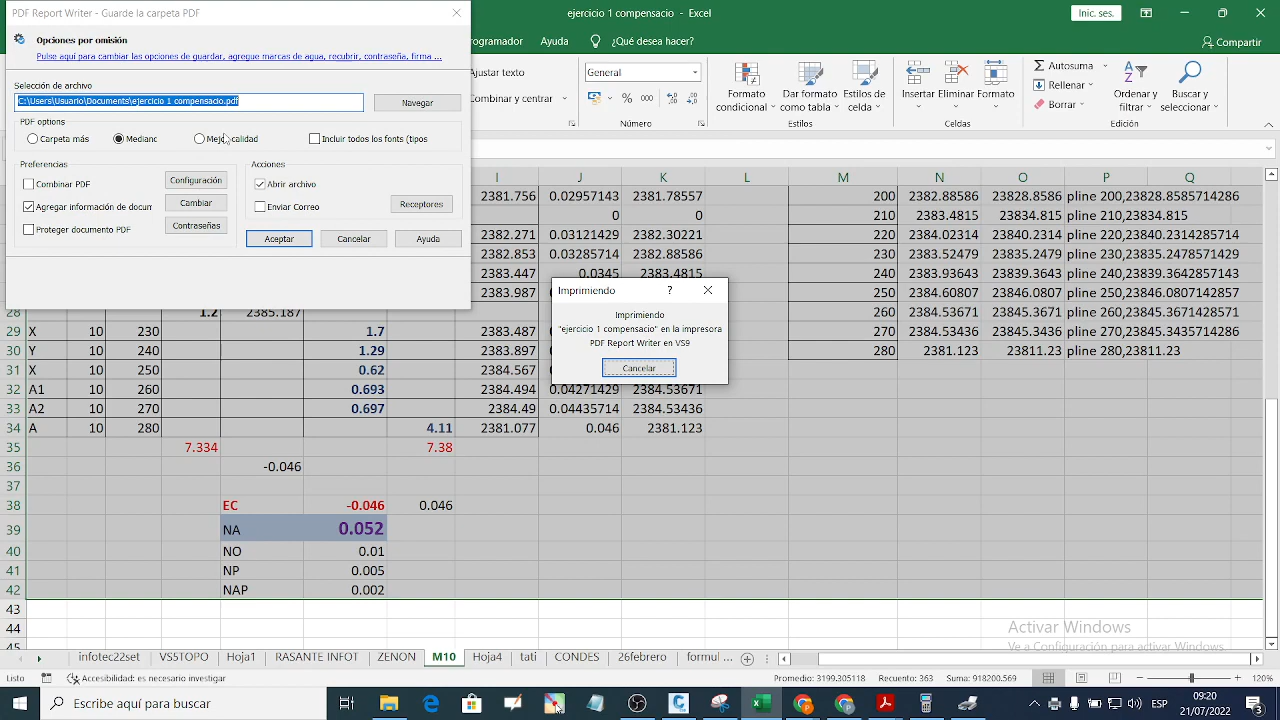 PDF Report Writer - Guarde la carpeta PDF
ejercicio 1 compensacio - Excel
Inic. ses.
Opciones por omisión
Pulse aquí para cambiar las opciones de guardar, agregue marcas de agua, recubrir, contraseña, firma ...
rogramador Ayuda ¿Qué desea hacer? Compartir
Selección de archivo
C:\Users\Usuario\Documents\ejercicio 1 compensacio.pdf
Navegar
PDF options
Carpeta más Medianc calidad Incluir todos los fonts (tipos
Preferencias
Combinar PDF Configuración
Agregar información de docum Cambiar
Proteger documento PDF Contraseñas
Acciones
Abrir archivo
Enviar Correo Receptores
Aceptar Cancelar Ayuda
justar texto General Autosuma
Combinar y centrar Rellenar
Borrar
Formato condicional Dar formato como tabla Estilos de celda
Insertar Eliminar Formato
Ordenar y filtrar Buscar y seleccionar
Número Estilos Celdas Edición
I J K L M N O P Q
2381.756 0.02957143 2381.78557 200 2382.88586 23828.8586 pline 200,23828.8585714286
0 0 210 2383.4815 23834.815 pline 210,23834.815
2382.271 0.03121429 2382.30221 220 2384.02314 23840.2314 pline 220,23840.2314285714
2382.853 0.03285714 2382.88586 230 2383.52479 23835.2479 pline 230,23835.2478571429
2383.447 0.0345 2383.4815 240 2383.93643 23839.3643 pline 240,23839.3642857143
2383.987 250 2384.60807 23846.0807 pline 250,23846.0807142857
28 1.2 2385.187 260 2384.53671 23845.3671 pline 260,23845.3671428571
29 X 10 230 1.7 2383.487 270 2384.53436 23845.3436 pline 270,23845.3435714286
30 Y 10 240 1.29 2383.897 280 2381.123 23811.23 pline 280,23811.23
31 X 10 250 0.62 2384.567
32 A1 10 260 0.693 2384.494 0.04271429 2384.53671
33 A2 10 270 0.697 2384.49 0.04435714 2384.53436
34 A 10 280 4.11 2381.077 0.046 2381.123
35 7.334 7.38
36 -0.046
37
38 EC -0.046 0.046
39 NA 0.052
40 NO 0.01
41 NP 0.005
42 NAP 0.002
43
44
45
Imprimiendo ?
Imprimiendo
"ejercicio 1 compensacio" en la impresora
PDF Report Writer en VS9
Cancelar
Activar Windows
Ve a Configuración para activar Windows.
infotec22set VS5TOPO Hoja1 RASANTE INFOT ZENON M10 Hoja4 tati CONDES 26febrero formul ...
Listo Accesibilidad: es necesario investigar Promedio: 3199.305118 Recuento: 363 Suma: 918200.569 120%
Escribe aquí para buscar
ESP
09:20
21/07/2022
3